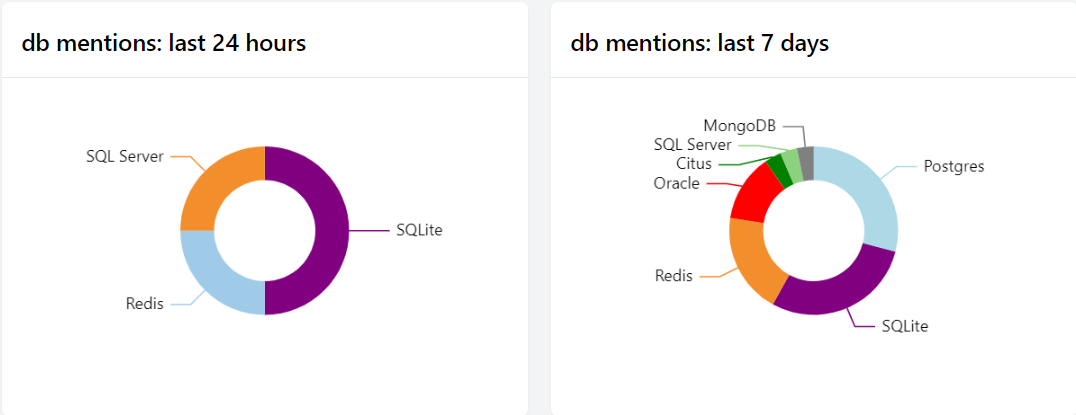 db mentions: last 24 hours
SQL Server
SQLite
Redis
db mentions: last 7 days
MongoDB
SQL Server
Citus
Postgres
Oracle
Redis
SQLite